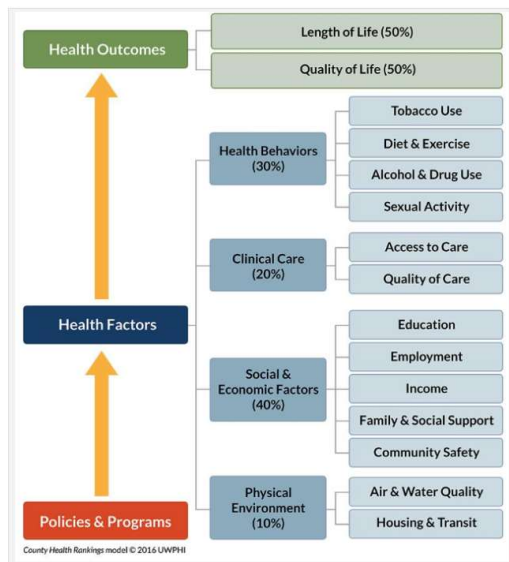 Health Outcomes
Length of Life (50%)
Quality of Life (50%)
Health Factors
Health Behaviors
(30%)
Tobacco Use
Diet & Exercise
Alcohol & Drug Use
Sexual Activity
Clinical Care
(20%)
Access to Care
Quality of Care
Social &
Economic Factors
(40%)
Education
Employment
Income
Family & Social Support
Community Safety
Physical
Environment
(10%)
Air & Water Quality
Housing & Transit
Policies & Programs
County Health Rankings model © 2016 UWPHI